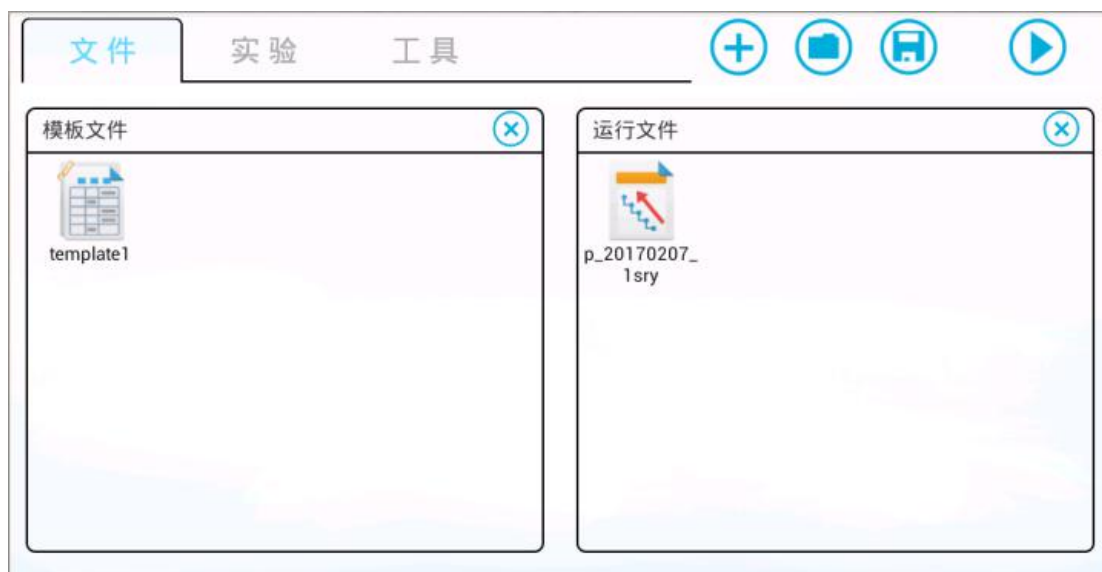 文件
实验
工具
模板文件
运行文件
template1
p_20170207_
1sry